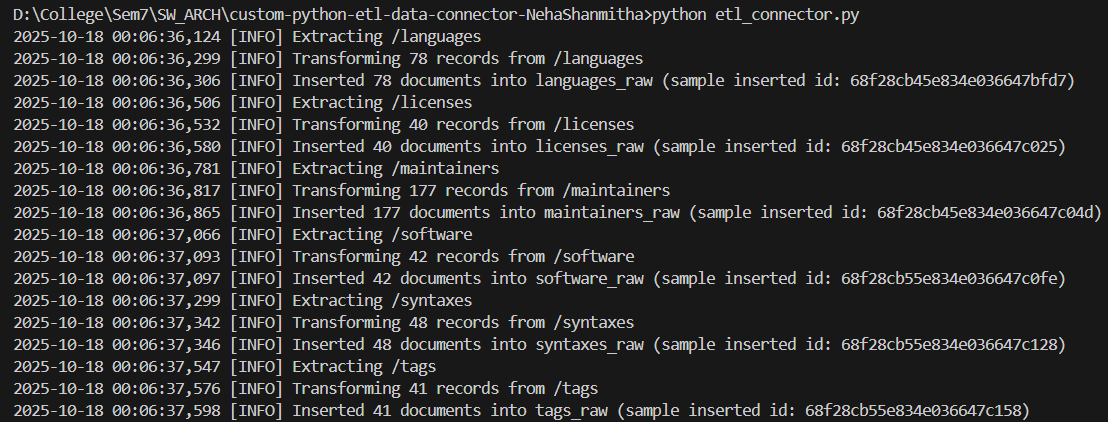 D:\College\Sem7\SW_ARCH\custom-python-etl-data-connector-NehaShanmitha>python etl_connector.py
2025-10-18 00:06:36,124 [INFO] Extracting /languages
2025-10-18 00:06:36,299 [INFO] Transforming 78 records from /languages
2025-10-18 00:06:36,306 [INFO] Inserted 78 documents into languages_raw (sample inserted id: 68f28cb45e834e036647bfd7)
2025-10-18 00:06:36,506 [INFO] Extracting /licenses
2025-10-18 00:06:36,532 [INFO] Transforming 40 records from /licenses
2025-10-18 00:06:36,580 [INFO] Inserted 40 documents into licenses_raw (sample inserted id: 68f28cb45e834e036647c025)
2025-10-18 00:06:36,781 [INFO] Extracting /maintainers
2025-10-18 00:06:36,817 [INFO] Transforming 177 records from /maintainers
2025-10-18 00:06:36,865 [INFO] Inserted 177 documents into maintainers_raw (sample inserted id: 68f28cb45e834e036647c04d)
2025-10-18 00:06:37,066 [INFO] Extracting /software
2025-10-18 00:06:37,093 [INFO] Transforming 42 records from /software
2025-10-18 00:06:37,097 [INFO] Inserted 42 documents into software_raw (sample inserted id: 68f28cb55e834e036647c0fe)
2025-10-18 00:06:37,299 [INFO] Extracting /syntaxes
2025-10-18 00:06:37,342 [INFO] Transforming 48 records from /syntaxes
2025-10-18 00:06:37,346 [INFO] Inserted 48 documents into syntaxes_raw (sample inserted id: 68f28cb55e834e036647c128)
2025-10-18 00:06:37,547 [INFO] Extracting /tags
2025-10-18 00:06:37,576 [INFO] Transforming 41 records from /tags
2025-10-18 00:06:37,598 [INFO] Inserted 41 documents into tags_raw (sample inserted id: 68f28cb55e834e036647c158)